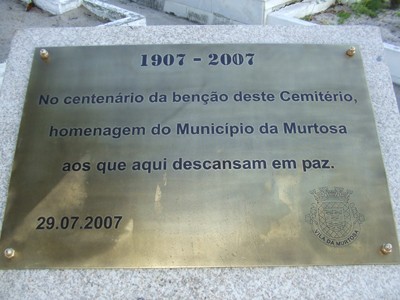 1907 - 2007
No centenário da benção deste Cemitério,
homenagem do Município da Murtosa
aos que aqui descansam em paz.
29.07.2007
VILA DA MURTOSA